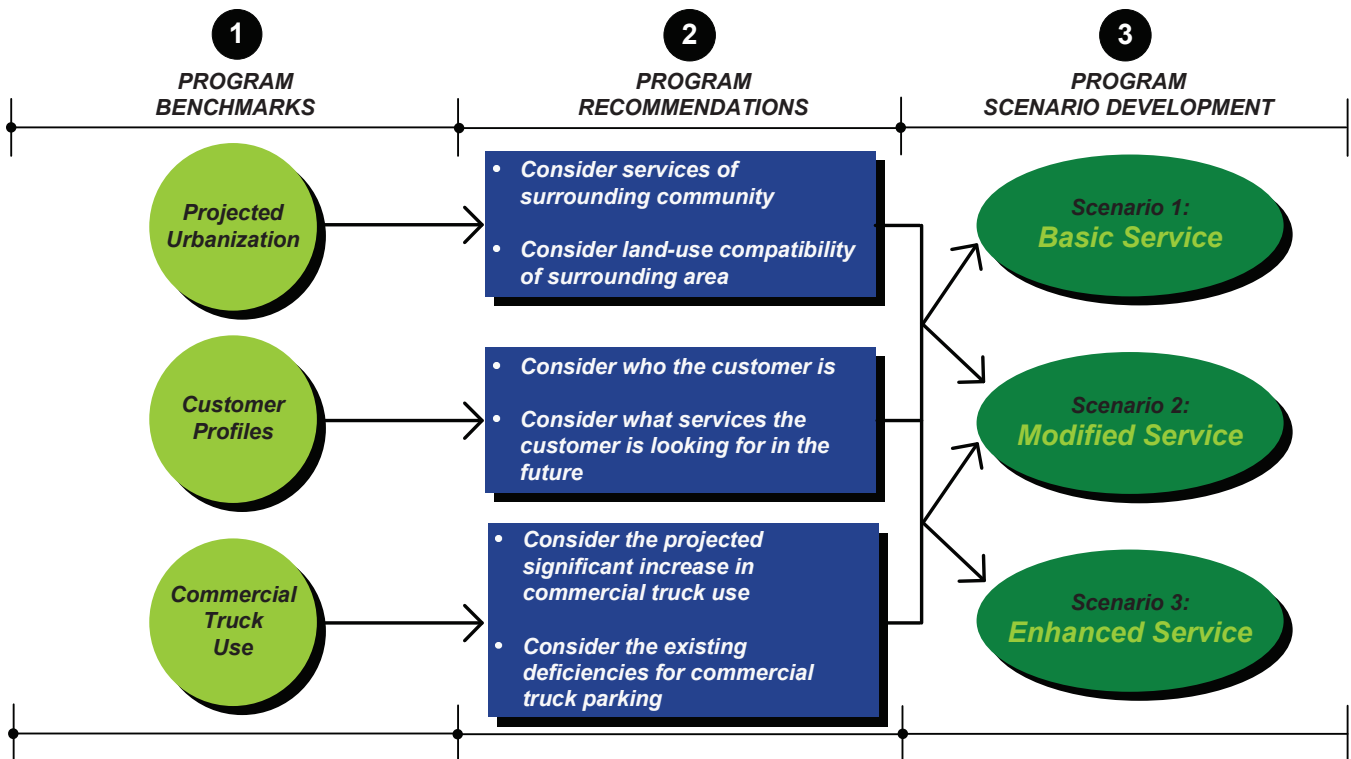 1
PROGRAM
BENCHMARKS
2
PROGRAM
RECOMMENDATIONS
3
PROGRAM
SCENARIO DEVELOPMENT
Projected
Urbanization
• Consider services of
surrounding community
• Consider land-use compatibility
of surrounding area
Scenario 1:
Basic Service
Customer
Profiles
• Consider who the customer is
• Consider what services the
customer is looking for in the
future
Scenario 2:
Modified Service
Commercial
Truck
Use
• Consider the projected
significant increase in
commercial truck use
• Consider the existing
deficiencies for commercial
truck parking
Scenario 3:
Enhanced Service